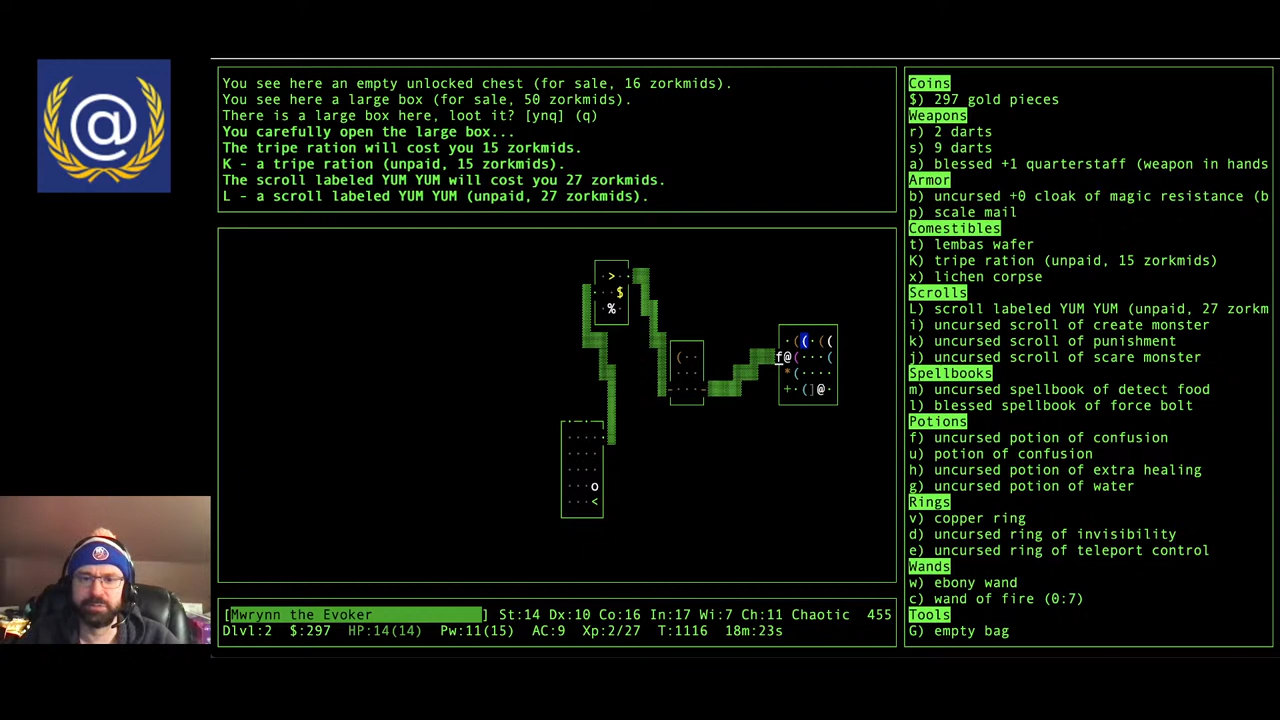 @
You see here an empty unlocked chest (for sale, 16 zorkmids).
You see here a large box (for sale, 50 zorkmids).
There is a large box here, loot it? [ynq] (q)
You carefully open the large box...
The tripe ration will cost you 15 zorkmids.
K - a tripe ration (unpaid, 15 zorkmids).
The scroll labeled YUM YUM will cost you 27 zorkmids.
L - a scroll labeled YUM YUM (unpaid, 27 zorkmids).
·>··
···$
·%·
·((·((
f@(···(
*(····
+·(]@·
(··
···
-···-
·-·-·
·····
····
····
···o
···<
[Mwrynn the Evoker ] St:14 Dx:10 Co:16 In:17 Wi:7 Ch:11 Chaotic 455
Dlvl:2 $:297 HP:14(14) Pw:11(15) AC:9 Xp:2/27 T:1116 18m:23s
Coins
$) 297 gold pieces
Weapons
r) 2 darts
s) 9 darts
a) blessed +1 quarterstaff (weapon in hands
Armor
b) uncursed +0 cloak of magic resistance (b
p) scale mail
Comestibles
t) lembas wafer
K) tripe ration (unpaid, 15 zorkmids)
x) lichen corpse
Scrolls
L) scroll labeled YUM YUM (unpaid, 27 zorkm
i) uncursed scroll of create monster
k) uncursed scroll of punishment
j) uncursed scroll of scare monster
Spellbooks
m) uncursed spellbook of detect food
l) blessed spellbook of force bolt
Potions
f) uncursed potion of confusion
u) potion of confusion
h) uncursed potion of extra healing
g) uncursed potion of water
Rings
v) copper ring
d) uncursed ring of invisibility
e) uncursed ring of teleport control
Wands
w) ebony wand
c) wand of fire (0:7)
Tools
G) empty bag